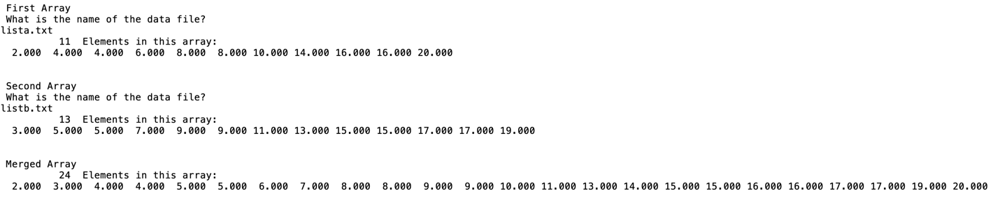 First Array
What is the name of the data file?
lista.txt
11  Elements in this array:
2.000  4.000  4.000  6.000  8.000  8.000 10.000 14.000 16.000 16.000 20.000
Second Array
What is the name of the data file?
listb.txt
13  Elements in this array:
3.000  5.000  5.000  7.000  9.000  9.000 11.000 13.000 15.000 15.000 17.000 17.000 19.000
Merged Array
24  Elements in this array:
2.000  3.000  4.000  4.000  5.000  5.000  6.000  7.000  8.000  8.000  9.000  9.000 10.000 11.000 13.000 14.000 15.000 15.000 16.000 16.000 17.000 17.000 19.000 20.000